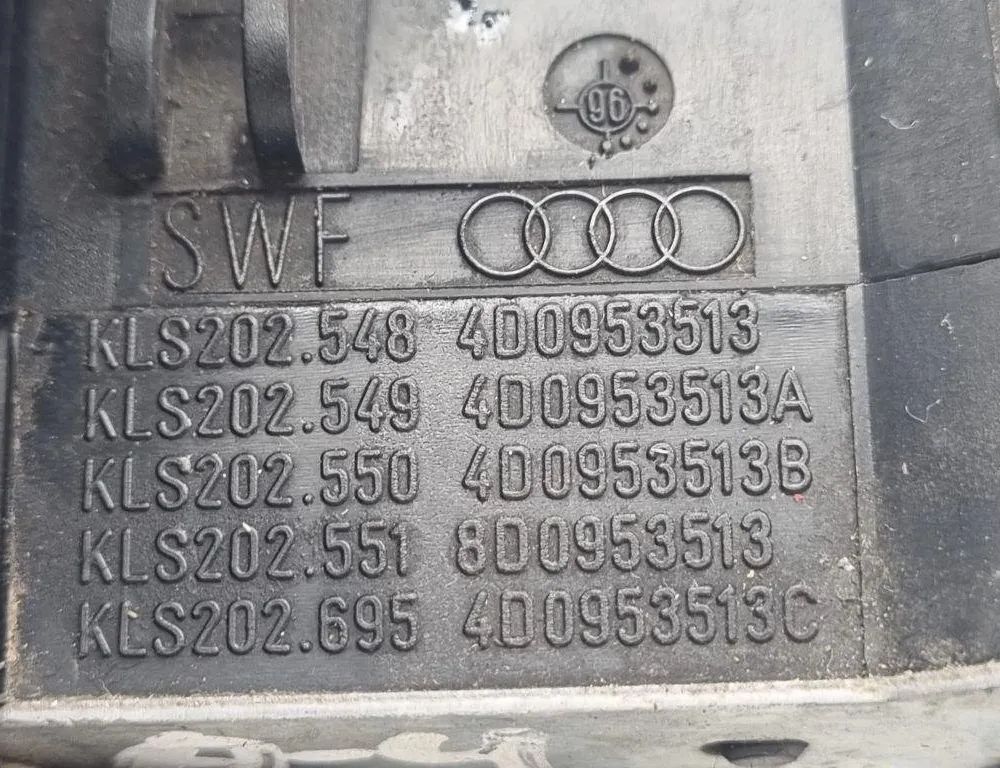 96
SWF
KLS202.548 4D0953513
KLS202.549 4D0953513A
KLS202.550 4D0953513B
KLS202.551 8D0953513
KLS202.695 4D0953513C